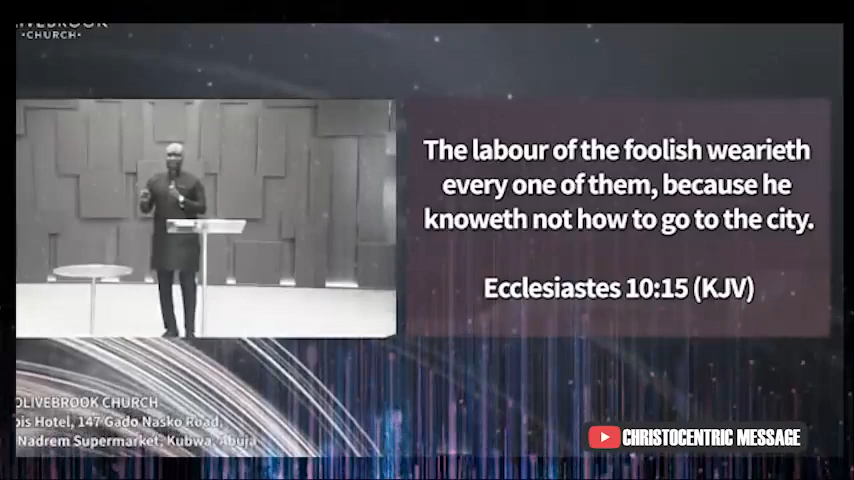 ·CHURCH·
The labour of the foolish wearieth
every one of them, because he
knoweth not how to go to the city.
Ecclesiastes 10:15 (KJV)
OLIVEBROOK CHURCH
Hotel, 147 Gado Nasko Road,
Nadrem Supermarket, Kubwa, Abuja
CHRISTOCENTRIC MESSAGE